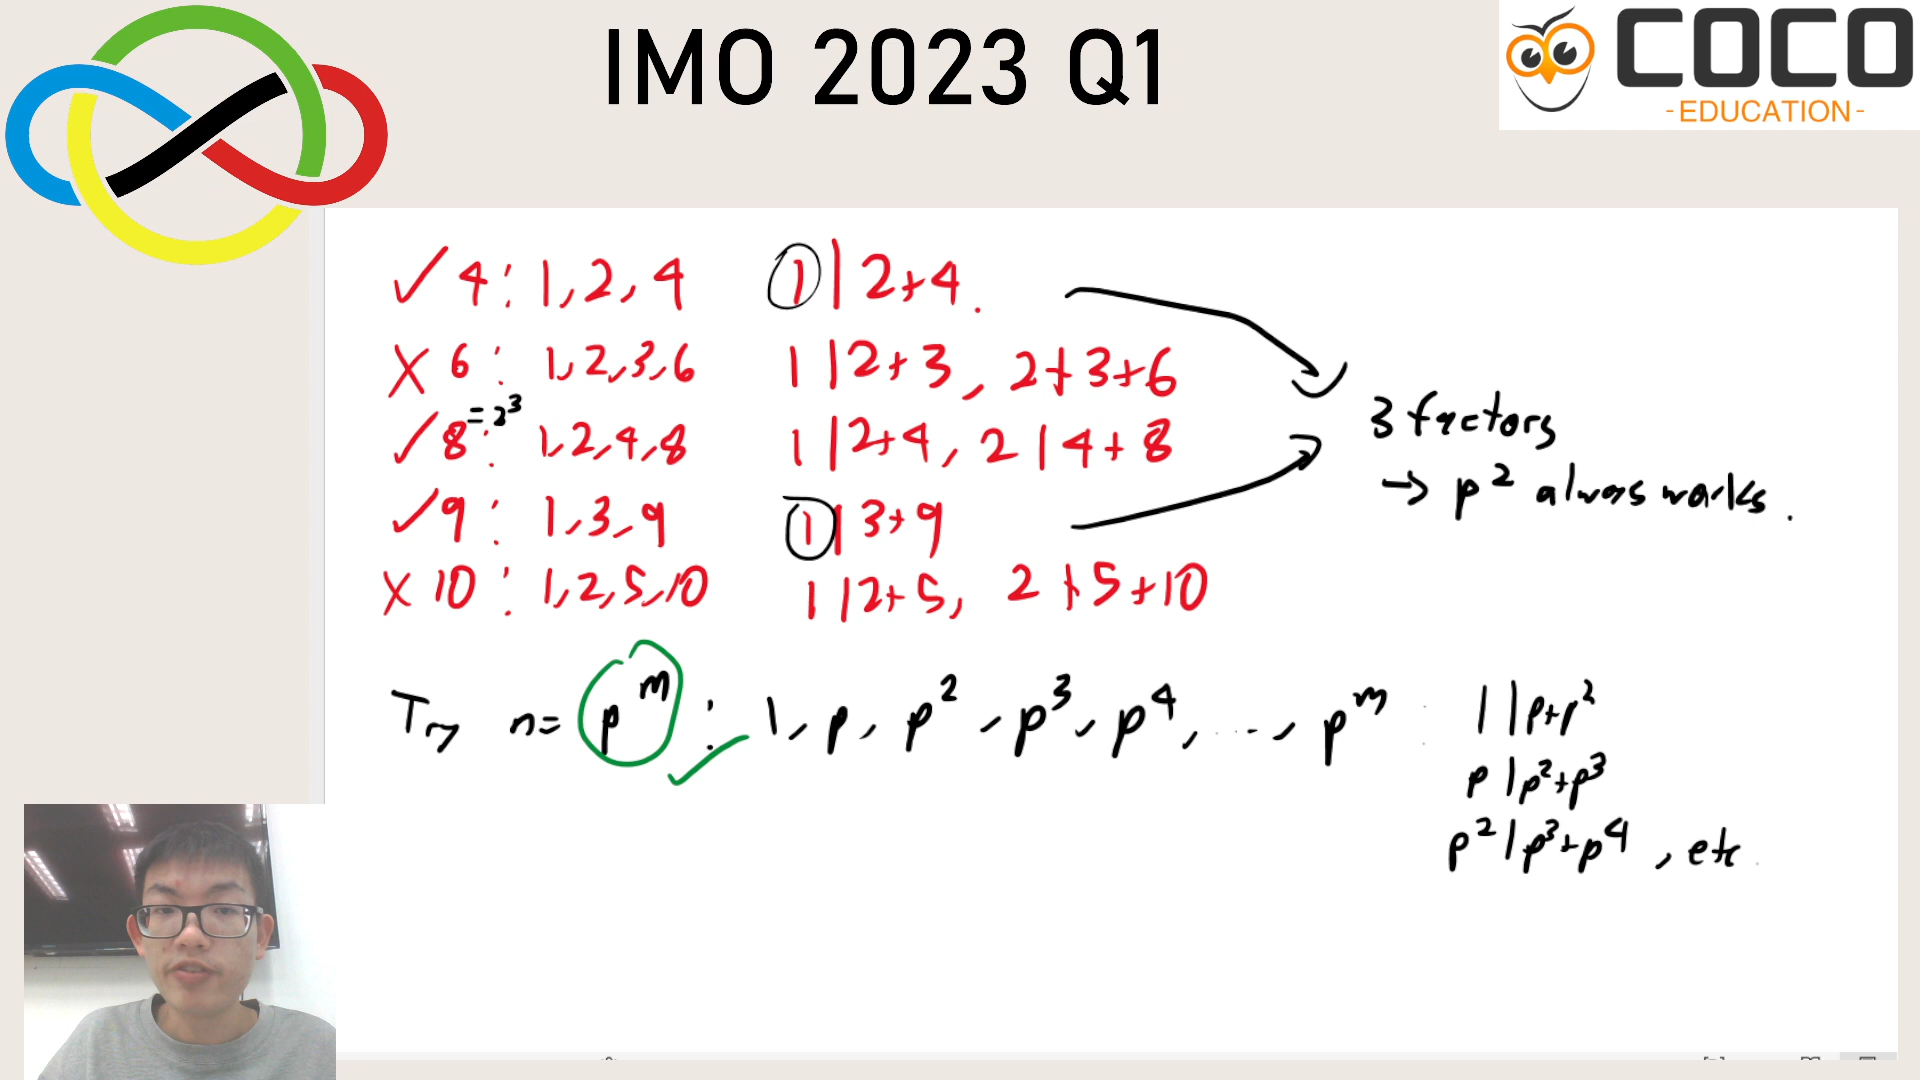 IMO 2023 Q1
COCO
-EDUCATION-
✓ 4 : 1, 2, 4 1 | 2+4.
X 6 : 1, 2, 3, 6 1 | 2+3, 2 ∤ 3+6
✓ 8 = 2³ : 1, 2, 4, 8 1 | 2+4, 2 | 4+8
✓ 9 : 1, 3, 9 1 | 3+9
X 10 : 1, 2, 5, 10 1 | 2+5, 2 ∤ 5+10
3 factors
→ p² always works.
Try n = p^m : 1, p, p², p³, p⁴, ..., p^m
1 | p+p²
p | p²+p³
p² | p³+p⁴, etc